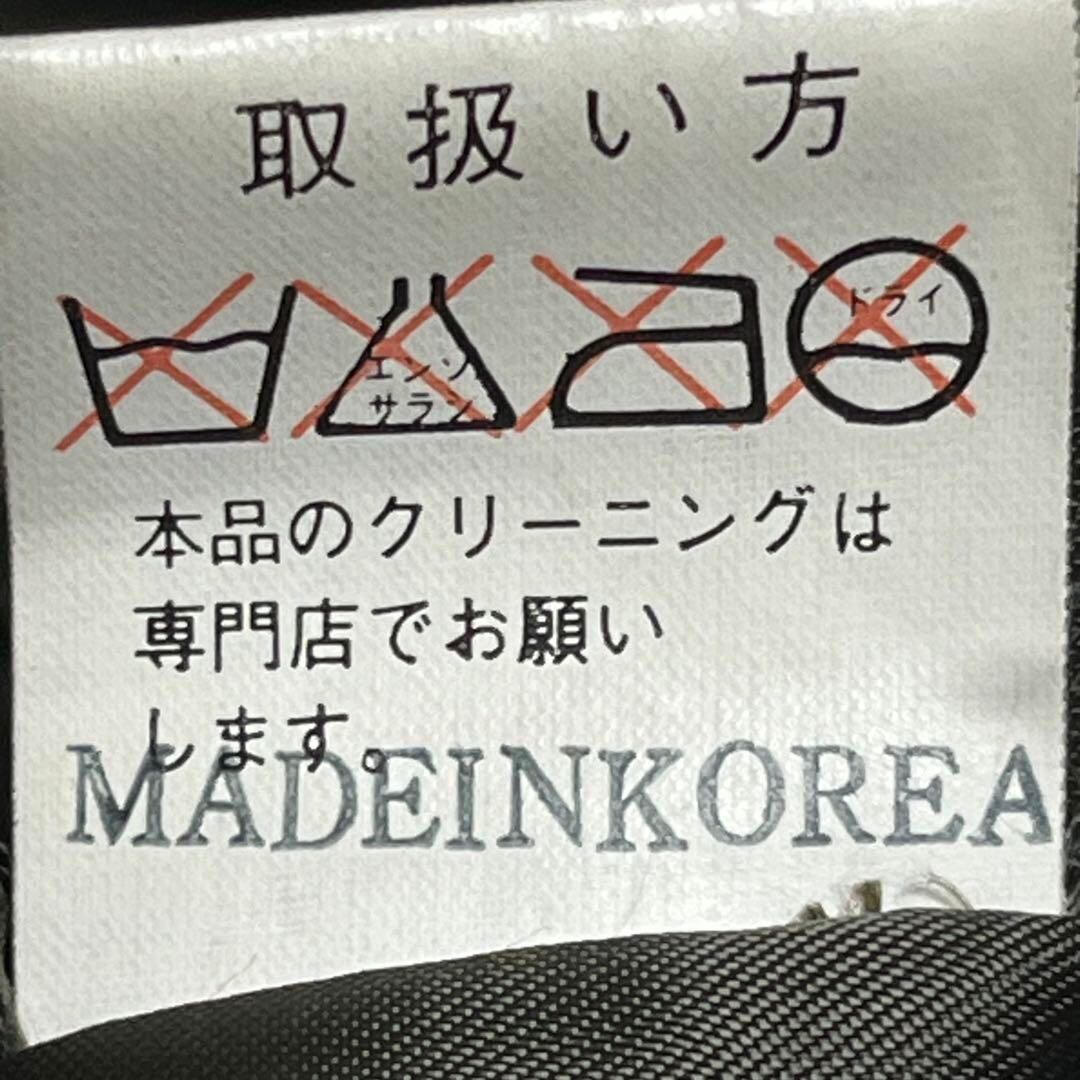 取扱い方
エンソ
サラシ
ドライ
本品のクリーニングは
専門店でお願い
します。
MADEINKOREA